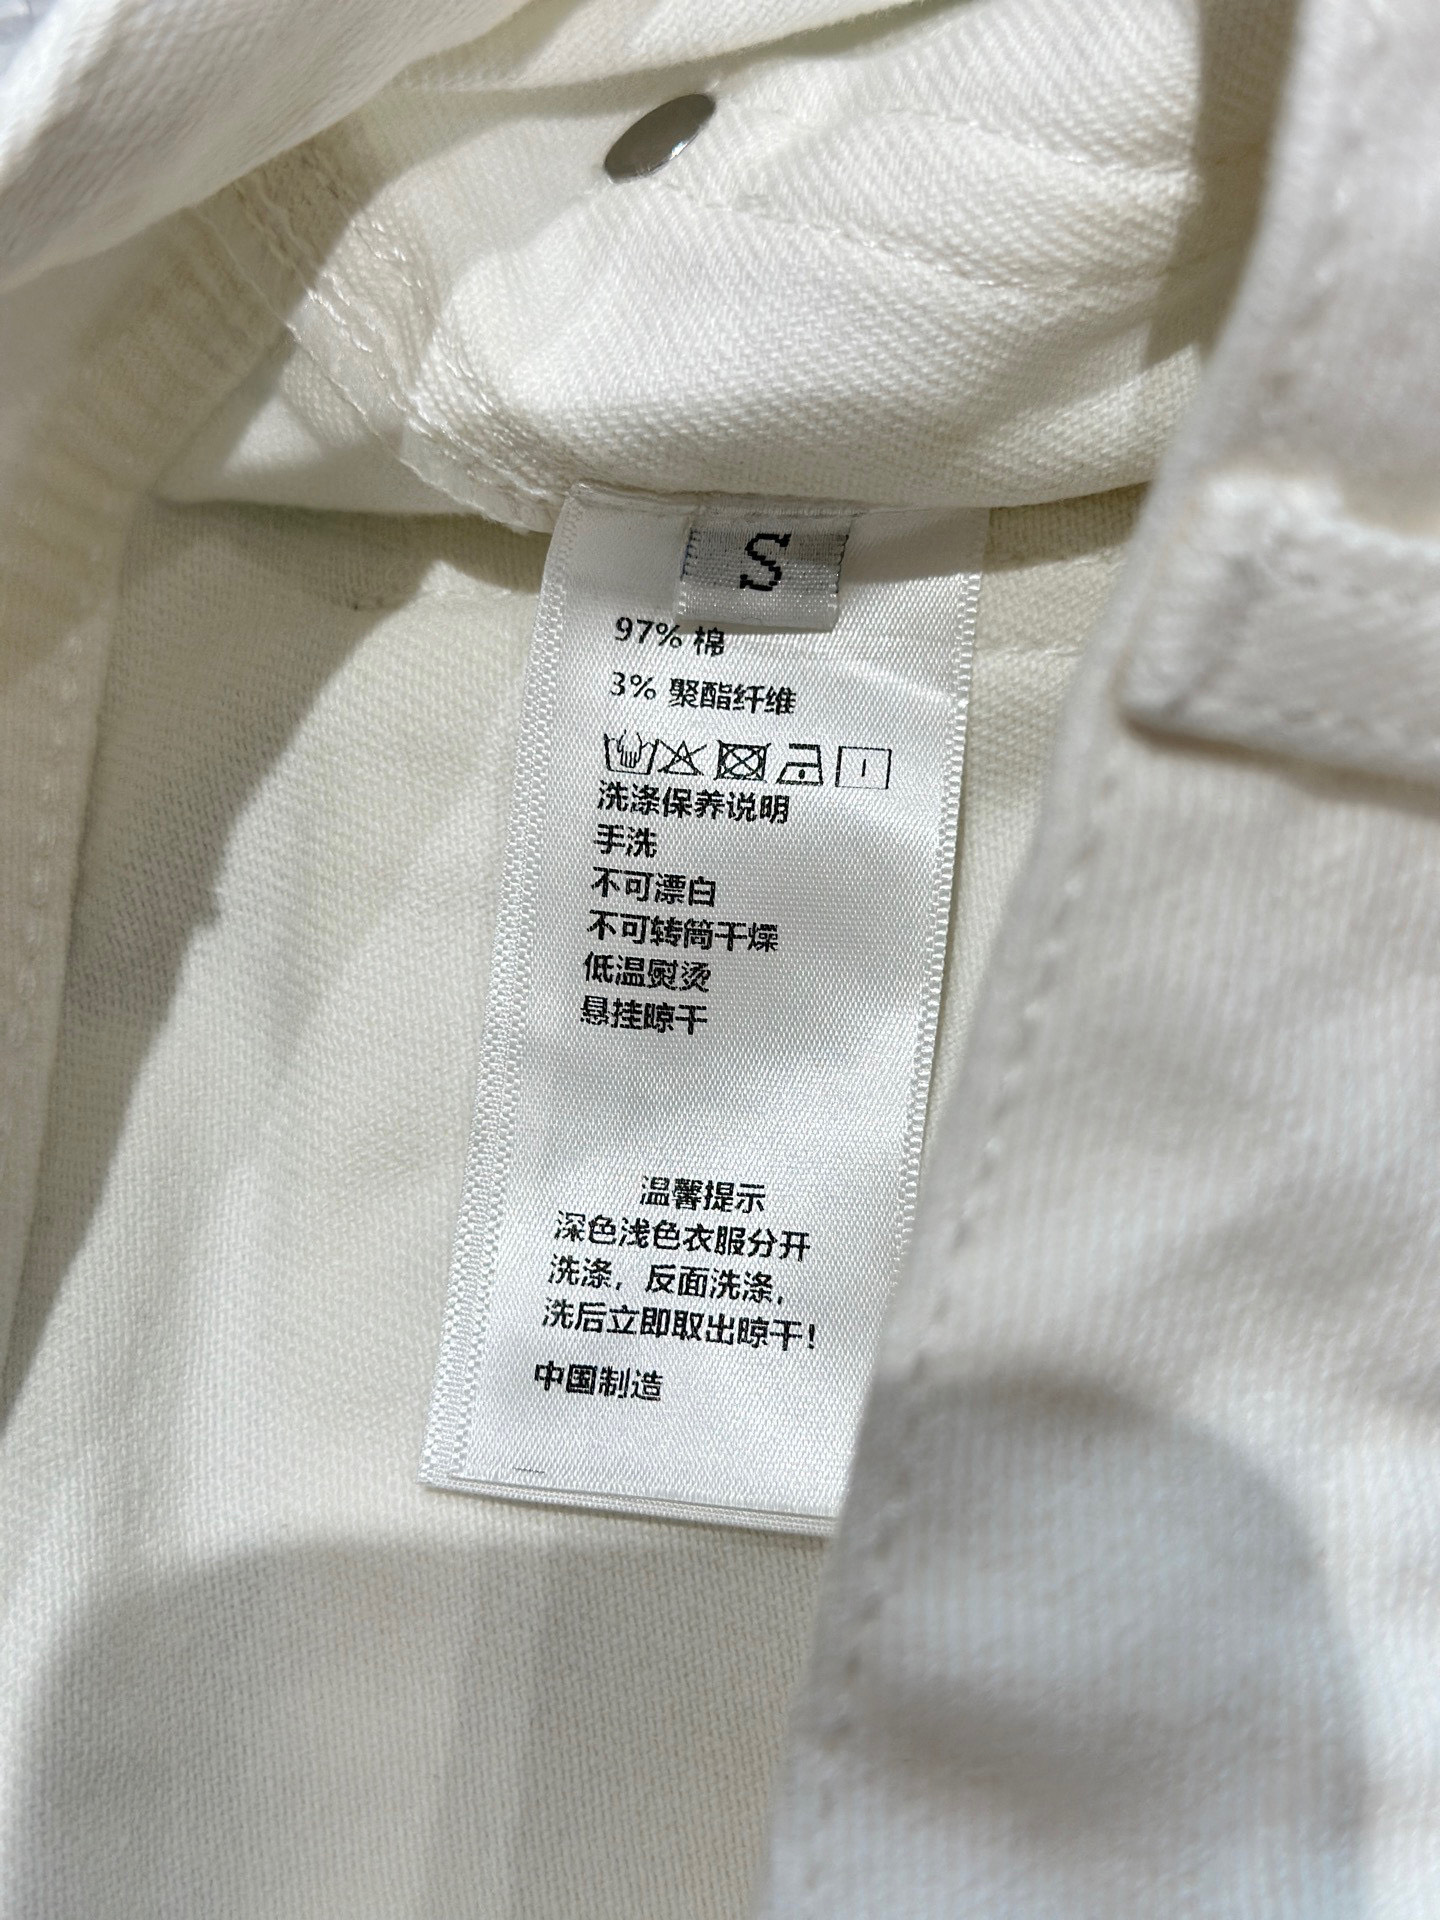 S
97% 棉
3% 聚酯纤维
洗涤保养说明
手洗
不可漂白
不可转筒干燥
低温熨烫
悬挂晾干
温馨提示
深色浅色衣服分开
洗涤，反面洗涤，
洗后立即取出晾干！
中国制造